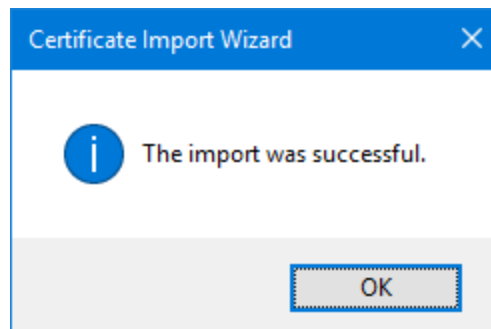 Certificate Import Wizard
The import was successful.
OK